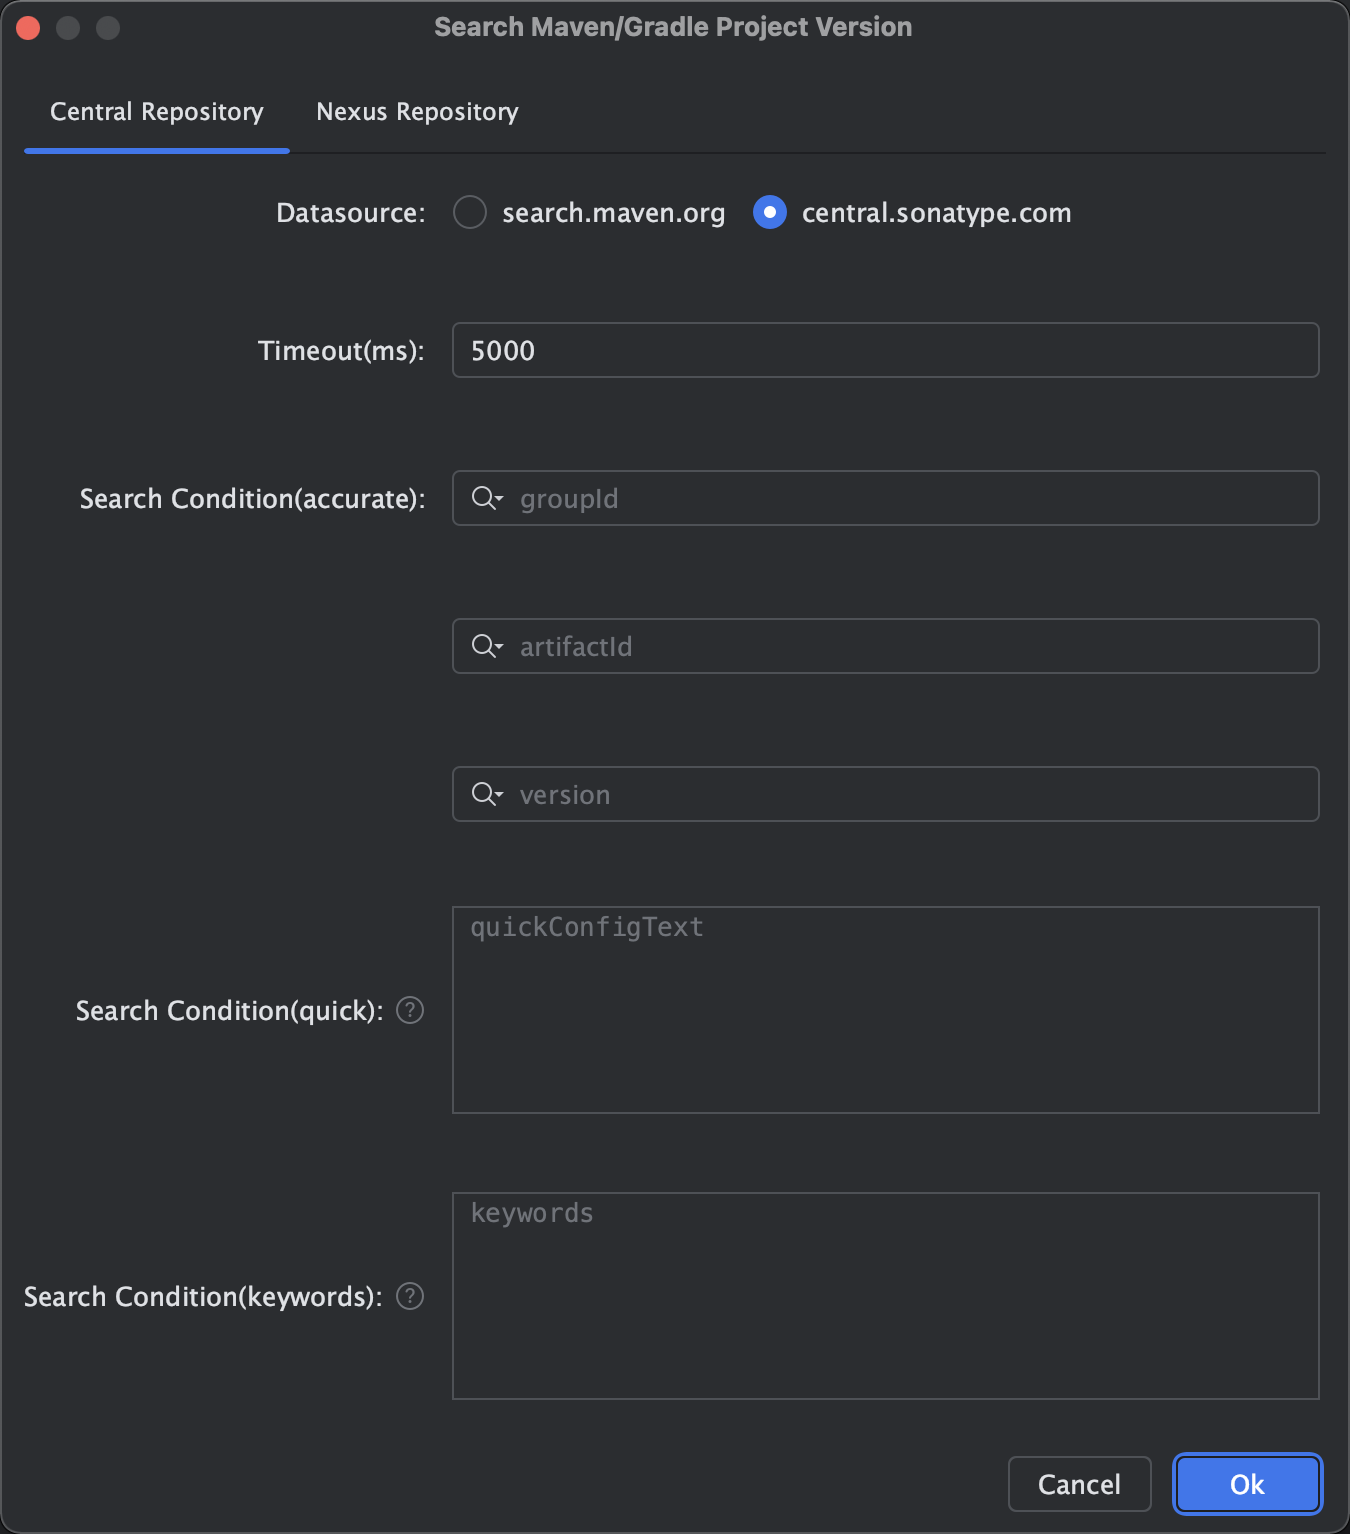 Search Maven/Gradle Project Version
Central Repository Nexus Repository
Datasource: search.maven.org central.sonatype.com
Timeout(ms): 5000
Search Condition(accurate): groupId
artifactId
version
quickConfigText
Search Condition(quick): ?
keywords
Search Condition(keywords): ?
Cancel Ok